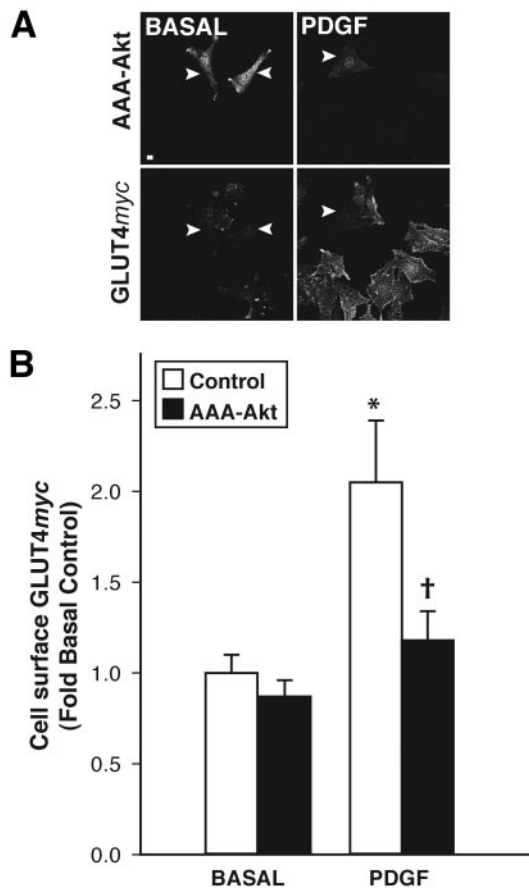 A
BASAL PDGF
AAA-Akt
GLUT4myc
B
Control
AAA-Akt
Cell surface GLUT4myc
(Fold Basal Control)
2.5
2.0
1.5
1.0
0.5
0.0
*
†
BASAL PDGF